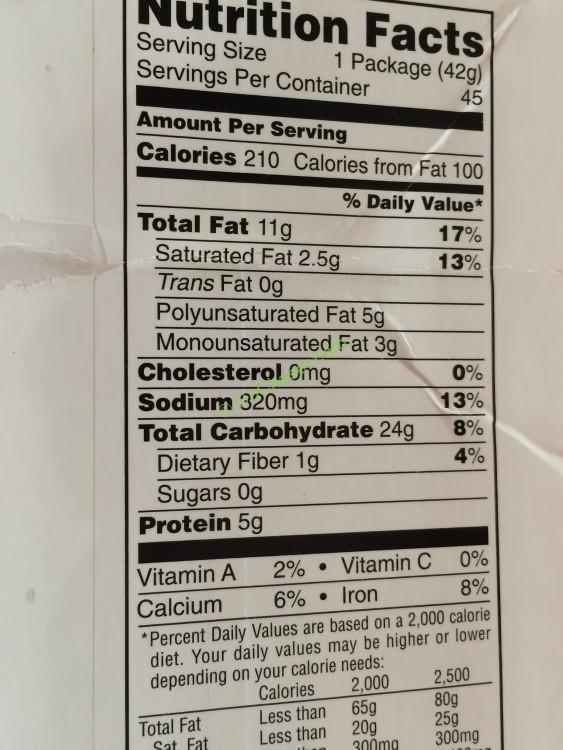 Nutrition Facts
Serving Size 1 Package (42g)
Servings Per Container 45
Amount Per Serving
Calories 210 Calories from Fat 100
% Daily Value*
Total Fat 11g 17%
Saturated Fat 2.5g 13%
Trans Fat 0g
Polyunsaturated Fat 5g
Monounsaturated Fat 3g
Cholesterol 0mg 0%
Sodium 320mg 13%
Total Carbohydrate 24g 8%
Dietary Fiber 1g 4%
Sugars 0g
Protein 5g
Vitamin A 2% • Vitamin C 0%
Calcium 6% • Iron 8%
*Percent Daily Values are based on a 2,000 calorie
diet. Your daily values may be higher or lower
depending on your calorie needs:
Calories 2,000 2,500
Total Fat Less than 65g 80g
Sat Fat Less than 20g 25g
300mg 300mg